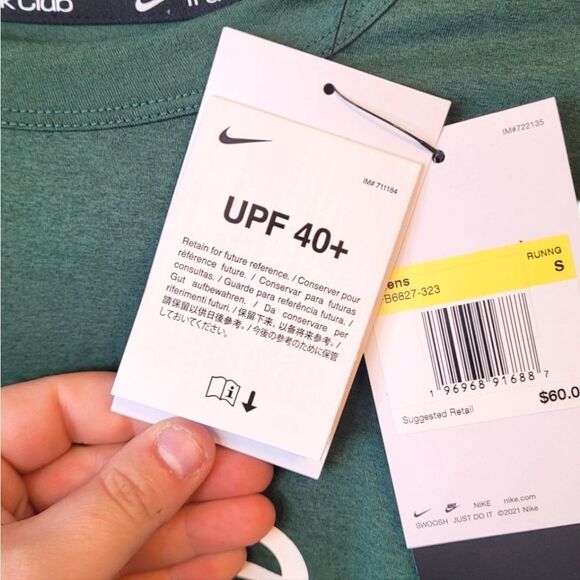 k Club
IM# 711184
UPF 40+
Retain for future reference. / Conserver pour
référence future. / Conservar para futuras
consultas. / Guarde para referência futura. /
Gut aufbewahren. / Da conservare per
riferimenti futuri. / 保留下来，以备将来参考。/
請保留以供日後參考。/ 今後の参考のために保管
しておいてください。
IM#722135
RUNNG
S
ens
B6827-323
1 96968 91688 7
$60.0
Suggested Retail
NIKE nike.com
SWOOSH JUST DO IT ©2021 Nike